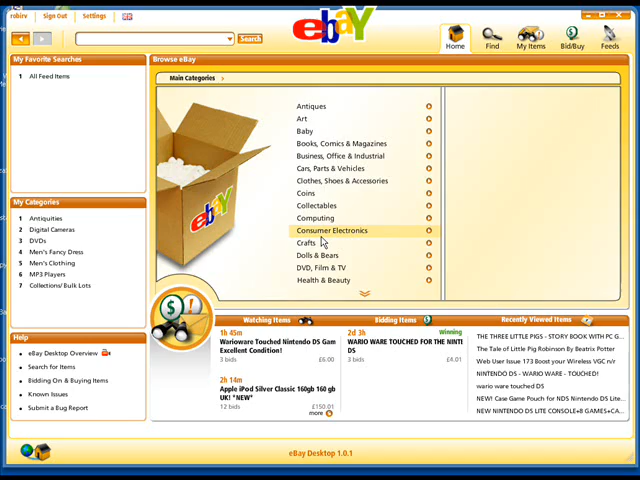 robirv Sign Out Settings
ebaY
Search
Home Find My Items Bid/Buy Feeds
My Favorite Searches
1 All Feed Items
My Categories
1 Antiquities
2 Digital Cameras
3 DVDs
4 Men's Fancy Dress
5 Men's Clothing
6 MP3 Players
7 Collections/ Bulk Lots
Help
eBay Desktop Overview
Search for Items
Bidding On & Buying Items
Known Issues
Submit a Bug Report
Browse eBay
Main Categories >
ebaY
Antiques
Art
Baby
Books, Comics & Magazines
Business, Office & Industrial
Cars, Parts & Vehicles
Clothes, Shoes & Accessories
Coins
Collectables
Computing
Consumer Electronics
Crafts
Dolls & Bears
DVD, Film & TV
Health & Beauty
Watching Items
1h 45m
Warioware Touched Nintendo DS Gam
Excellent Condition!
3 bids £6.00
2h 14m
Apple iPod Silver Classic 160gb 160 gb
UK! *NEW*
12 bids £150.01
more
Bidding Items
2d 3h Winning
WARIO WARE TOUCHED FOR THE NINTE
DS
3 bids £4.01
Recently Viewed Items
THE THREE LITTLE PIGS - STORY BOOK WITH PC G...
The Tale of Little Pig Robinson By Beatrix Potter
Web User Issue 173 Boost your Wireless VGC n/r
NINTENDO DS - WARIO WARE - TOUCHED!
wario ware touched DS
NEW! Case Game Pouch for NDS Nintendo DS Lite...
NEW NINTENDO DS LITE CONSOLE+8 GAMES+CA...
eBay Desktop 1.0.1